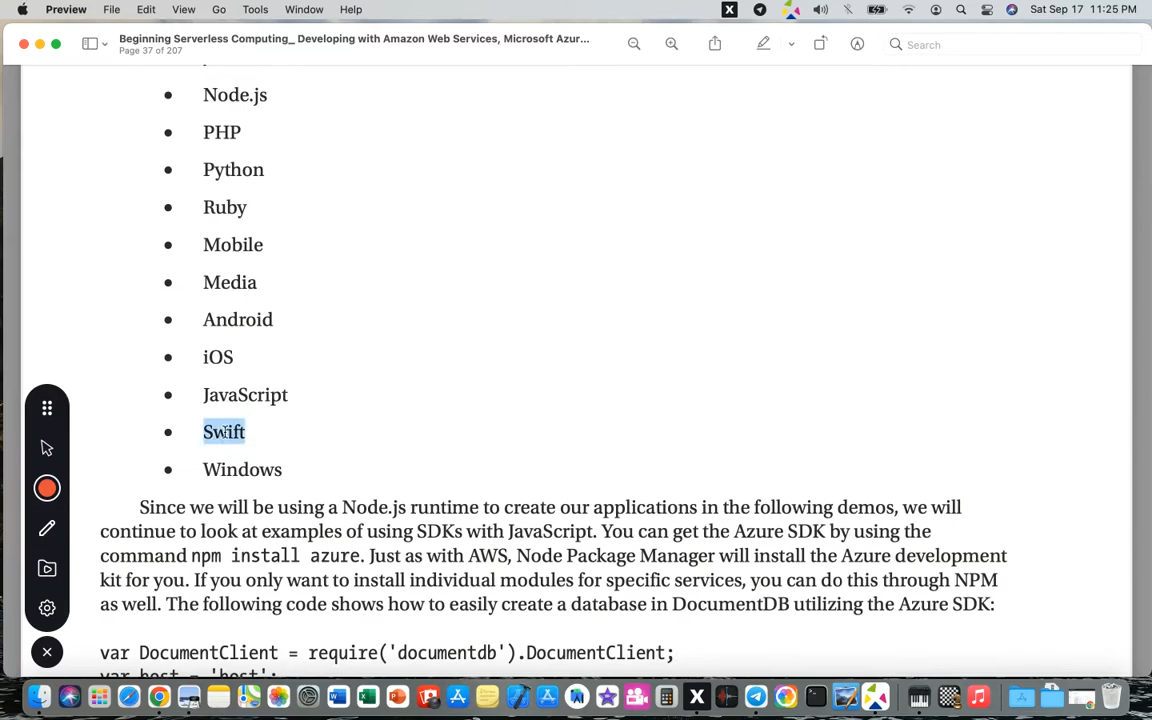 Preview File Edit View Go Tools Window Help Sat Sep 17 11:25 PM
Beginning Serverless Computing_ Developing with Amazon Web Services, Microsoft Azur...
Page 37 of 207
Search
• Node.js
• PHP
• Python
• Ruby
• Mobile
• Media
• Android
• iOS
• JavaScript
• Swift
• Windows
Since we will be using a Node.js runtime to create our applications in the following demos, we will
continue to look at examples of using SDKs with JavaScript. You can get the Azure SDK by using the
command npm install azure. Just as with AWS, Node Package Manager will install the Azure development
kit for you. If you only want to install individual modules for specific services, you can do this through NPM
as well. The following code shows how to easily create a database in DocumentDB utilizing the Azure SDK:
var DocumentClient = require('documentdb').DocumentClient;
var host = 'host';